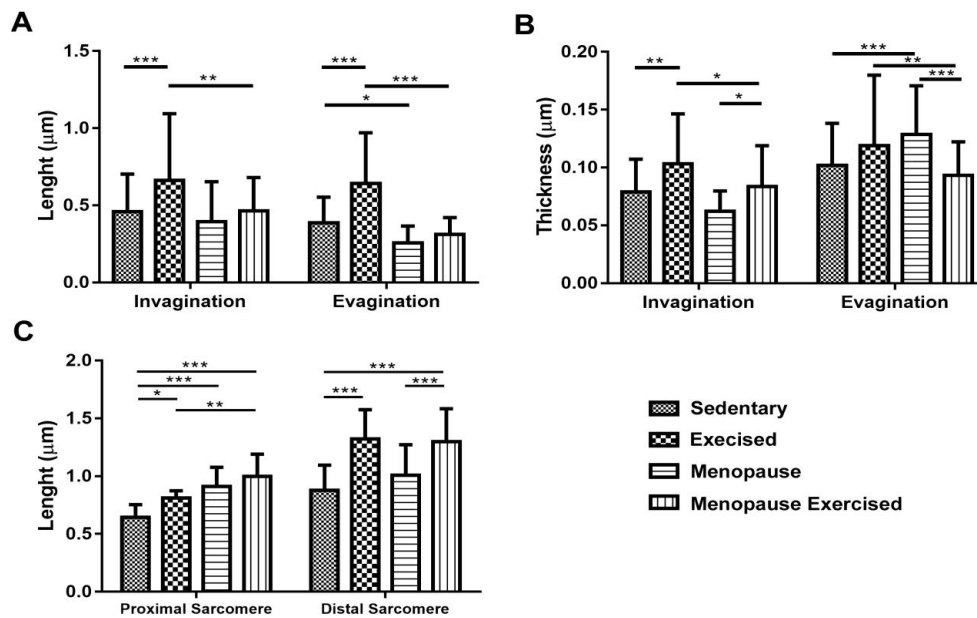 A
Lenght (μm)
1.5
1.0
0.5
0.0
***
**
***
***
*
Invagination
Evagination
B
Thickness (μm)
0.20
0.15
0.10
0.05
0.00
**
*
*
***
**
***
Invagination
Evagination
C
Lenght (μm)
2.0
1.5
1.0
0.5
0.0
***
***
*
**
***
***
***
Proximal Sarcomere
Distal Sarcomere
Sedentary
Execised
Menopause
Menopause Exercised